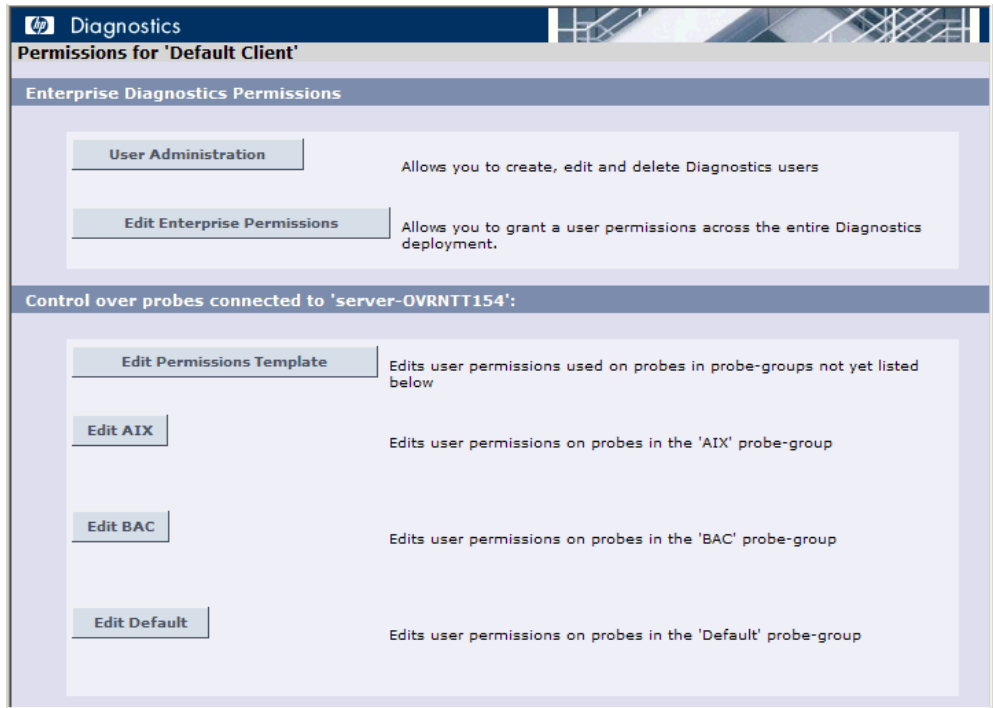 hp Diagnostics
Permissions for 'Default Client'
Enterprise Diagnostics Permissions
User Administration
Allows you to create, edit and delete Diagnostics users
Edit Enterprise Permissions
Allows you to grant a user permissions across the entire Diagnostics
deployment.
Control over probes connected to 'server-OVRNTT154':
Edit Permissions Template
Edits user permissions used on probes in probe-groups not yet listed
below
Edit AIX
Edits user permissions on probes in the 'AIX' probe-group
Edit BAC
Edits user permissions on probes in the 'BAC' probe-group
Edit Default
Edits user permissions on probes in the 'Default' probe-group